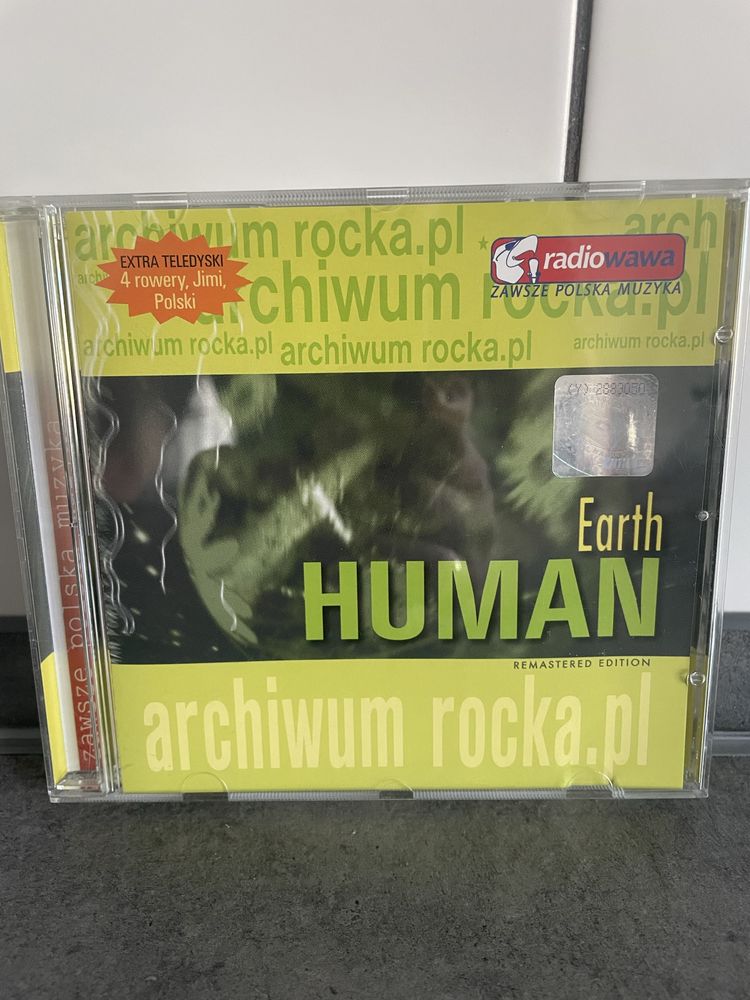 archiwum rocka.pl
arch
EXTRA TELEDYSKI
4 rowery, Jimi,
Polski
radiowawa
ZAWSZE POLSKA MUZYKA
archiwum rocka.pl
archiwum rocka.pl
archiwum rocka.pl
archiwum rocka.pl
(Y) 2883050
Earth
HUMAN
REMASTERED EDITION
archiwum rocka.pl
zawsze polska muzyka